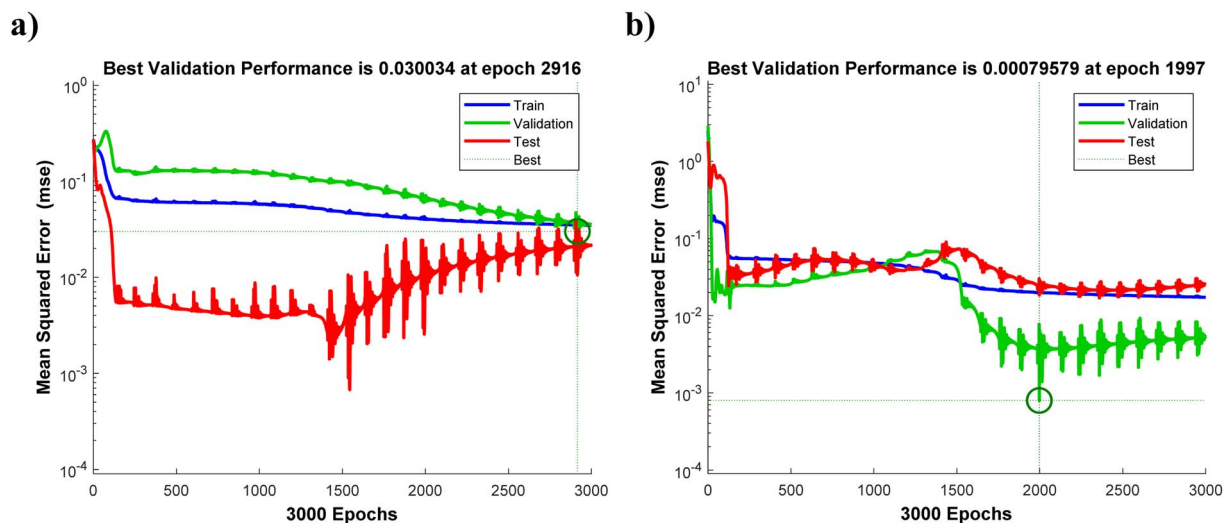 a)
Best Validation Performance is 0.030034 at epoch 2916
10^0
10^-1
10^-2
10^-3
10^-4
Mean Squared Error (mse)
Train
Validation
Test
Best
0 500 1000 1500 2000 2500 3000
3000 Epochs
b)
Best Validation Performance is 0.00079579 at epoch 1997
10^1
10^0
10^-1
10^-2
10^-3
10^-4
Mean Squared Error (mse)
Train
Validation
Test
Best
0 500 1000 1500 2000 2500 3000
3000 Epochs